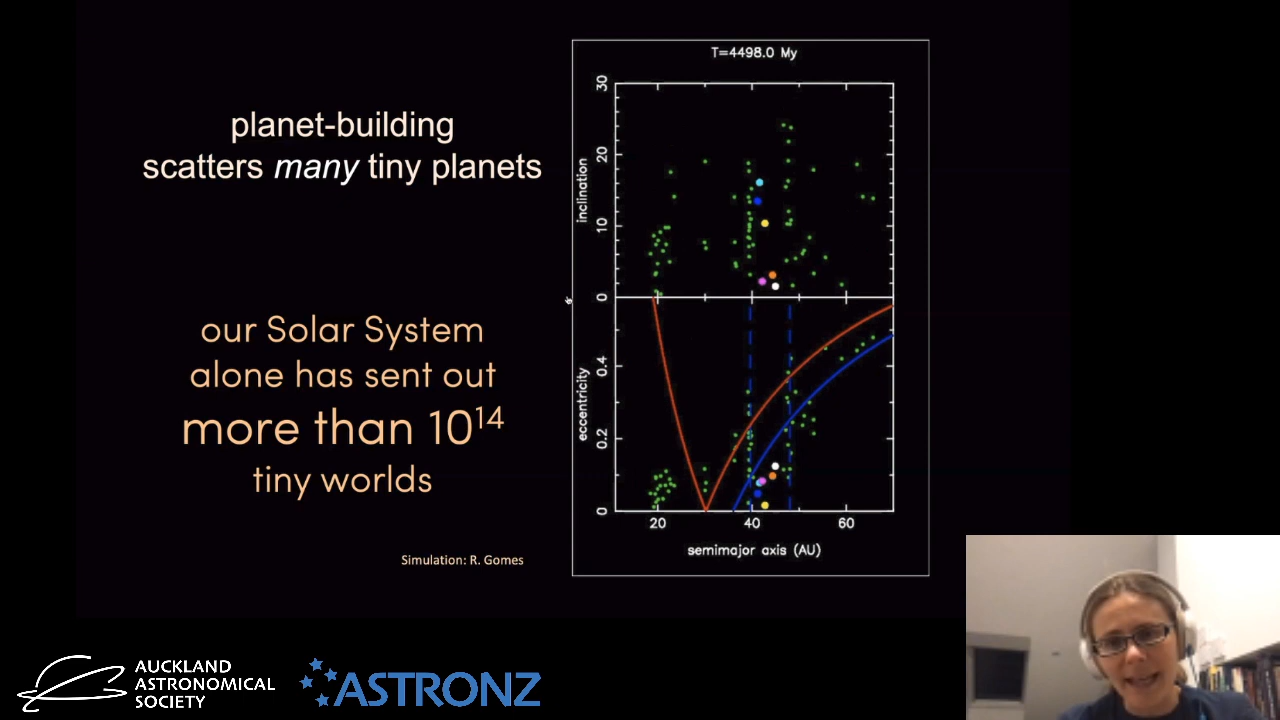 planet-building
scatters many tiny planets
our Solar System
alone has sent out
more than 10¹⁴
tiny worlds
Simulation: R. Gomes
T=4498.0 My
30
20
10
0
inclination
0.4
0.2
0
eccentricity
20 40 60
semimajor axis (AU)
AUCKLAND
ASTRONOMICAL
SOCIETY
ASTRONZ